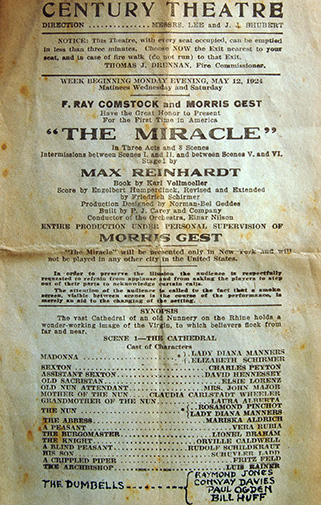 CENTURY THEATRE
DIRECTION MESSRS. LEE and J. J. SHUBERT
NOTICE: This Theatre, with every seat occupied, can be emptied
in less than three minutes. Choose NOW the Exit nearest to your
seat, and in case of fire walk (do not run) to that Exit.
THOMAS J. DRENNAN, Fire Commissioner.
WEEK BEGINNING MONDAY EVENING, MAY 12, 1924
Matinees Wednesday and Saturday
F. RAY COMSTOCK and MORRIS GEST
Have the Great Honor to Present
For the First Time in America
"THE MIRACLE"
In Three Acts and 8 Scenes
Intermissions between Scenes I. and II, and between Scenes V. and VI.
Staged by
MAX REINHARDT
Book by Karl Vollmoeller
Score by Engelbert Humperdinck, Revised and Extended
by Friedrich Schirmer
Production Designed by Norman-Bel Geddes
Built by P. J. Carey and Company
Conductor of the Orchestra, Einar Nilson
ENTIRE PRODUCTION UNDER PERSONAL SUPERVISION OF
MORRIS GEST
"The Miracle" will be presented only in New York and will
not be played in any other city in the United States.
In order to preserve the illusion the audience is respectfully
requested to refrain from applause and from asking the players to step
out of their parts to acknowledge curtain calls.
The attention of the audience is called to the fact that a smoke
screen, visible between scenes in the course of the performance, is
merely an aid to the changing of the setting.
SYNOPSIS
The vast Cathedral of an old Nunnery on the Rhine holds a
wonder-working image of the Virgin, to which believers flock from
far and near.
SCENE 1—THE CATHEDRAL
Cast of Characters
MADONNA *) LADY DIANA MANNERS
) ELIZABETH SCHIRMER
SEXTON CHARLES PEYTON
ASSISTANT SEXTON DAVID HENNESSEY
OLD SACRISTAN ELSIE LORENZ
OLD NUN ATTENDANT MRS. JOHN MAJOR
MOTHER OF THE NUN CLAUDIA CARLSTADT WHEELER
GRANDMOTHER OF THE NUN LAURA ALBERTA
THE NUN *) ROSAMOND PINCHOT
) LADY DIANA MANNERS
THE ABBESS MARISKA ALDRICH
A PEASANT VERA RUBIA
THE BURGOMASTER LIONEL BRAHAM
THE KNIGHT ORVILLE CALDWELL
A BLIND PEASANT RUDOLF SCHILDKRAUT
HIS SON SCHUYLER LADD
A CRIPPLED PIPER FRITZ FELD
THE ARCHBISHOP LUIS RAINER
THE DUMBELLS RAYMOND JONES
CONWAY DAVIES
PAUL OGDEN
BILL HUFF